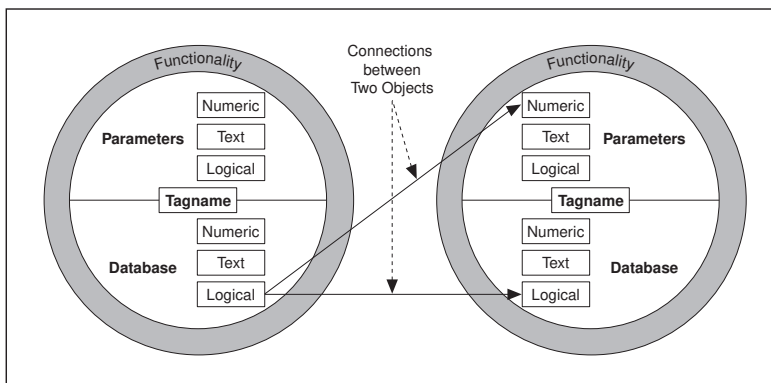 Functionality
Numeric
Parameters
Text
Logical
Tagname
Numeric
Database
Text
Logical
Connections
between
Two Objects
Functionality
Numeric
Text
Parameters
Logical
Tagname
Numeric
Text
Database
Logical